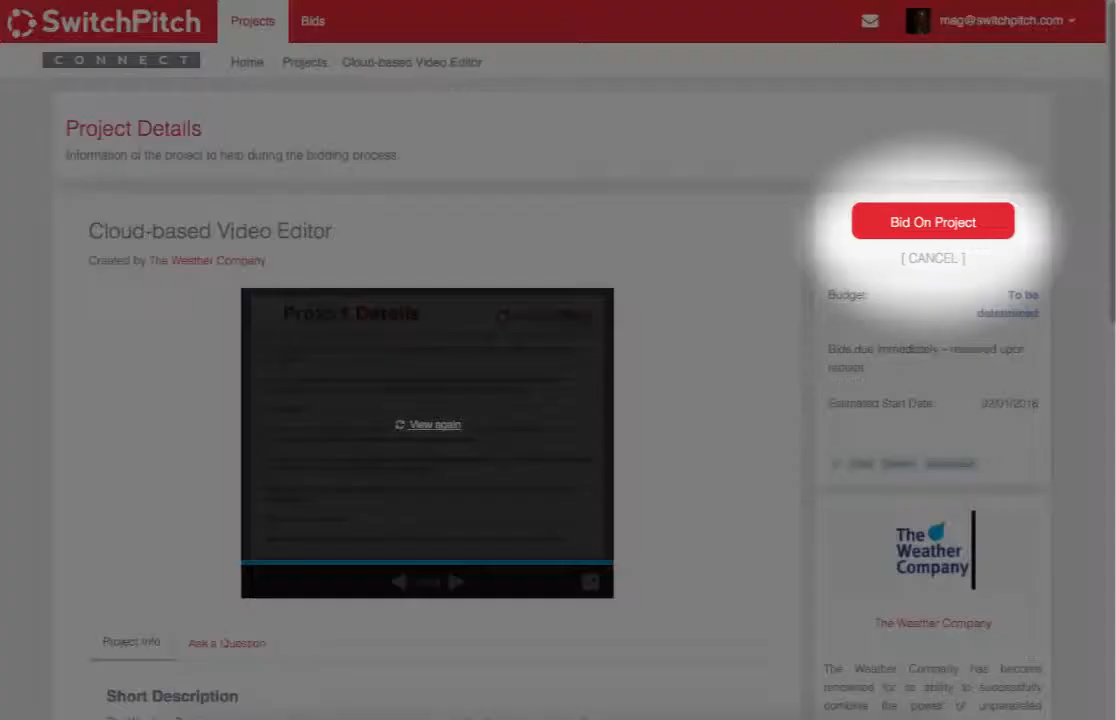 SwitchPitch
Projects
Bids
mag@switchpitch.com
CONNECT
Home
Projects
Cloud-based Video Editor
Project Details
Information of the project to help during the bidding process.
Bid On Project
[ CANCEL ]
Cloud-based Video Editor
Created by The Weather Company
Budget:
To be
determined
Project Details
Bids due immediately - reviewed upon
receipt
Estimated Start Date:
02/01/2016
View again
The
Weather
Company
The Weather Company
Project Info
Ask a Question
The Weather Company has become
renowned for its ability to successfully
combine the power of unparalleled
Short Description